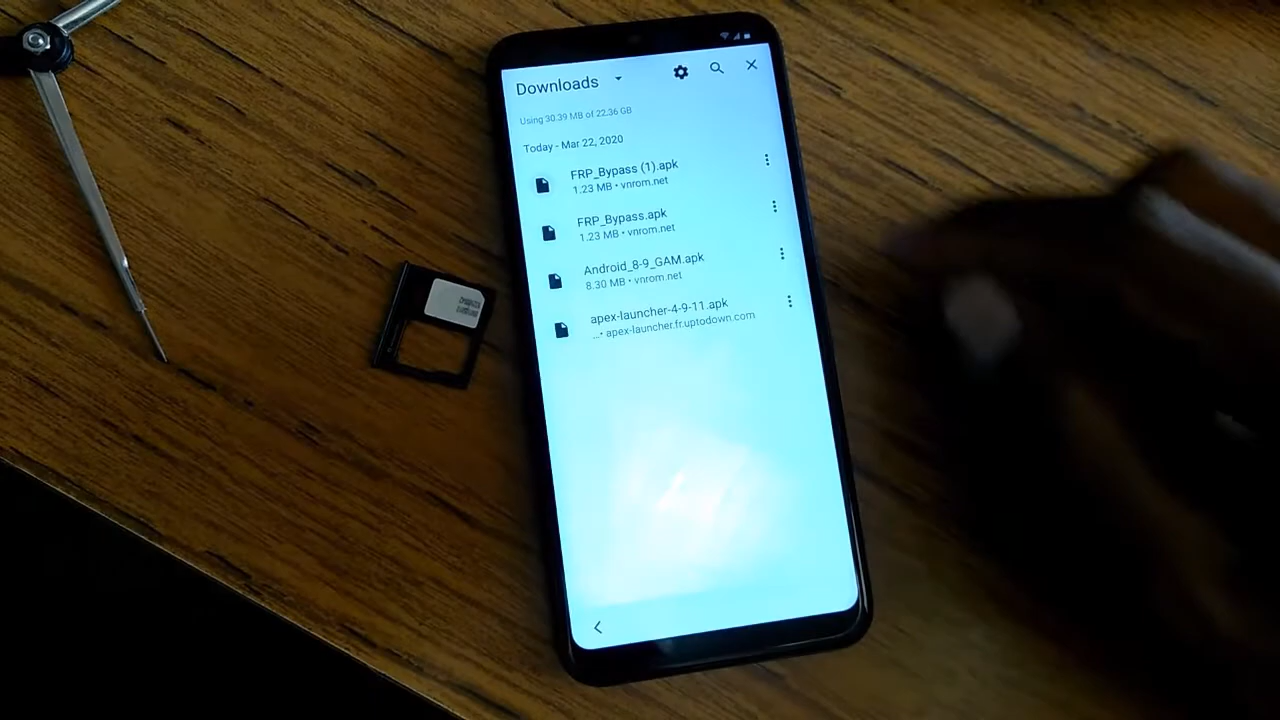 Downloads
Using 30.39 MB of 22.36 GB
Today - Mar 22, 2020
FRP_Bypass (1).apk
1.23 MB • vnrom.net
FRP_Bypass.apk
1.23 MB • vnrom.net
Android_8-9_GAM.apk
8.30 MB • vnrom.net
apex-launcher-4-9-11.apk
...• apex-launcher.fr.uptodown.com